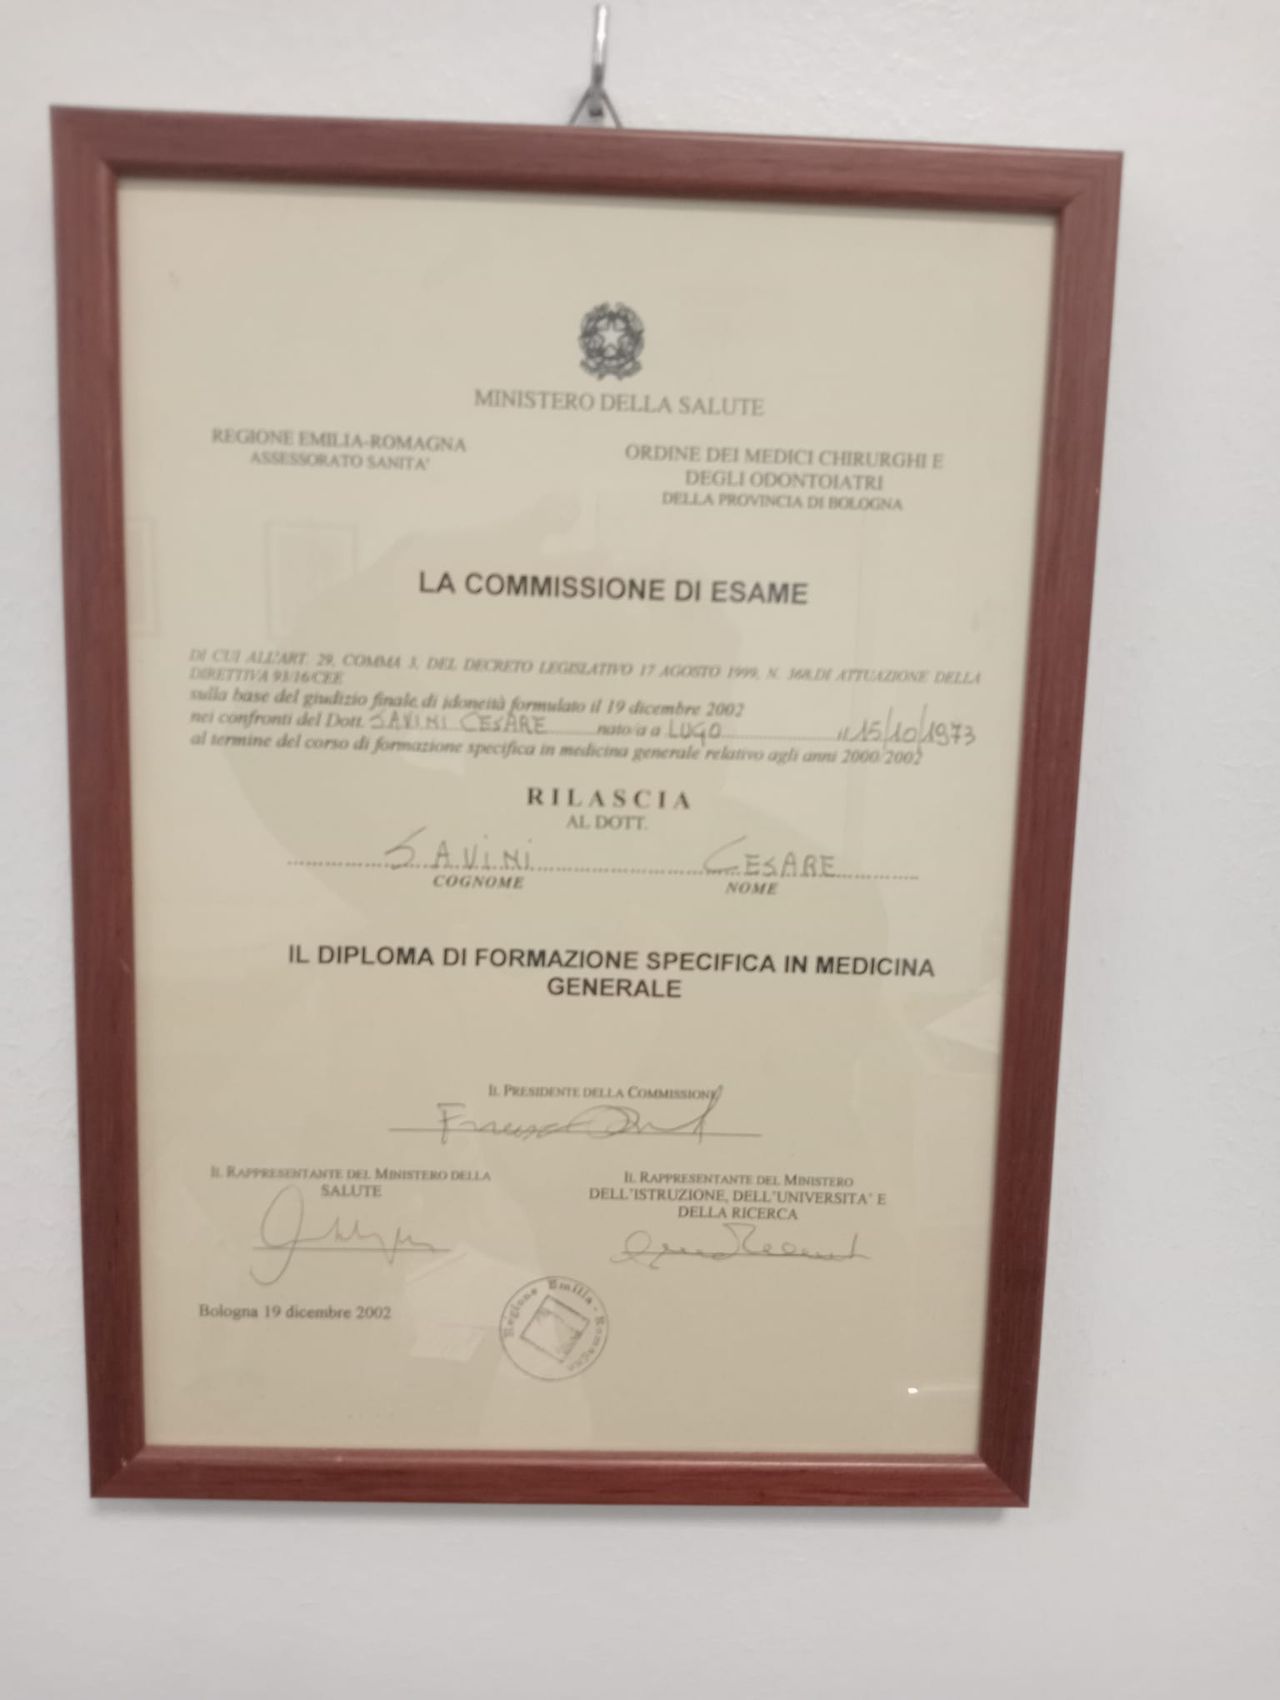 MINISTERO DELLA SALUTE
REGIONE EMILIA-ROMAGNA
ASSESSORATO SANITA'
ORDINE DEI MEDICI CHIRURGHI E
DEGLI ODONTOIATRI
DELLA PROVINCIA DI BOLOGNA
LA COMMISSIONE DI ESAME
DI CUI ALL'ART. 29, COMMA 3, DEL DECRETO LEGISLATIVO 17 AGOSTO 1999, N. 368,DI ATTUAZIONE DELLA
DIRETTIVA 93/16/CEE
sulla base del giudizio finale di idoneità formulato il 19 dicembre 2002
nei confronti del Dott. SAVINI CESARE nato/a a LUGO il 15/10/1973
al termine del corso di formazione specifica in medicina generale relativo agli anni 2000/2002
RILASCIA
AL DOTT.
SAVINI CESARE
COGNOME NOME
IL DIPLOMA DI FORMAZIONE SPECIFICA IN MEDICINA
GENERALE
IL PRESIDENTE DELLA COMMISSIONE
IL RAPPRESENTANTE DEL MINISTERO DELLA
SALUTE
IL RAPPRESENTANTE DEL MINISTERO
DELL'ISTRUZIONE, DELL'UNIVERSITA' E
DELLA RICERCA
Bologna 19 dicembre 2002
Regione Emilia-Romagna